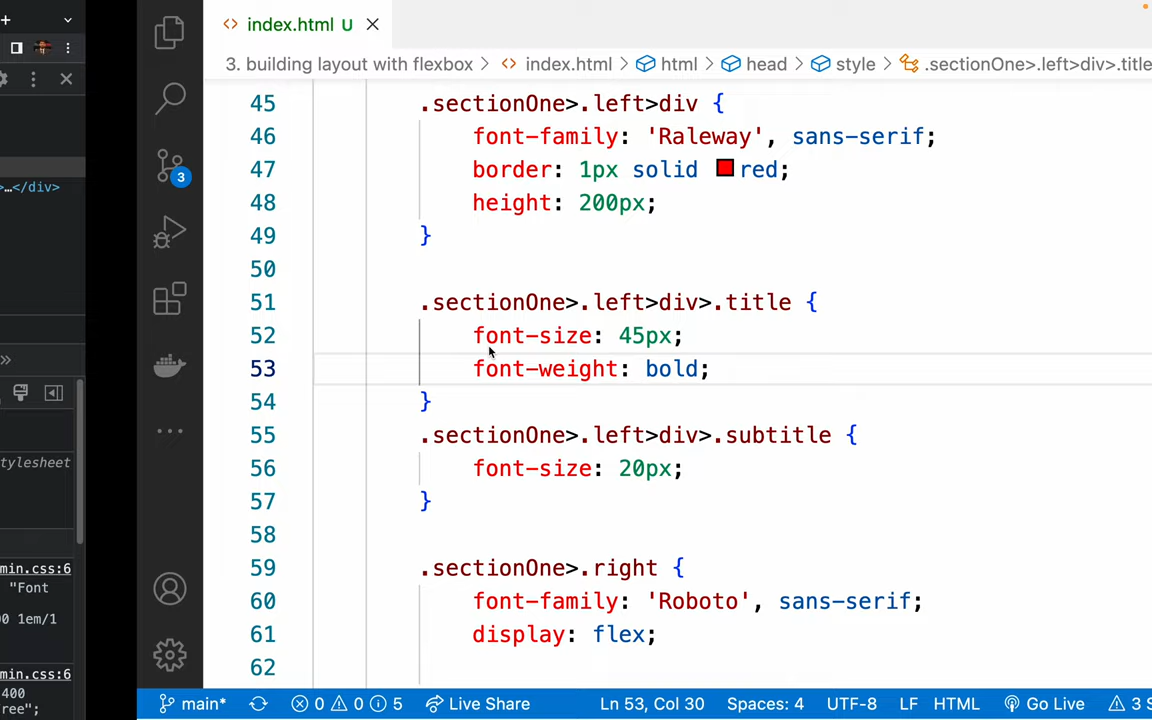 index.html U
3. building layout with flexbox > index.html > html > head > style > .sectionOne>.left>div>.title
…</div>
tylesheet
min.css:6
"Font
00 1em/1
min.css:6
400
ree";
3
45 .sectionOne>.left>div {
46 font-family: 'Raleway', sans-serif;
47 border: 1px solid red;
48 height: 200px;
49 }
50
51 .sectionOne>.left>div>.title {
52 font-size: 45px;
53 font-weight: bold;
54 }
55 .sectionOne>.left>div>.subtitle {
56 font-size: 20px;
57 }
58
59 .sectionOne>.right {
60 font-family: 'Roboto', sans-serif;
61 display: flex;
62
main* 0 0 5 Live Share Ln 53, Col 30 Spaces: 4 UTF-8 LF HTML Go Live 3 S